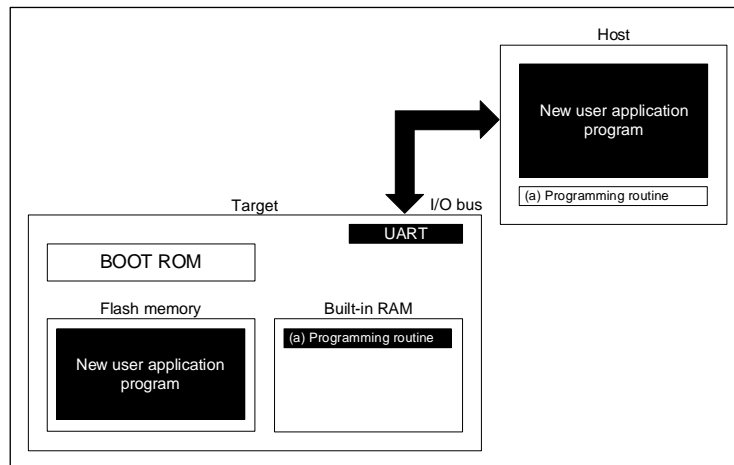 Host
New user application
program
(a) Programming routine
Target
I/O bus
UART
BOOT ROM
Flash memory
Built-in RAM
New user application
program
(a) Programming routine